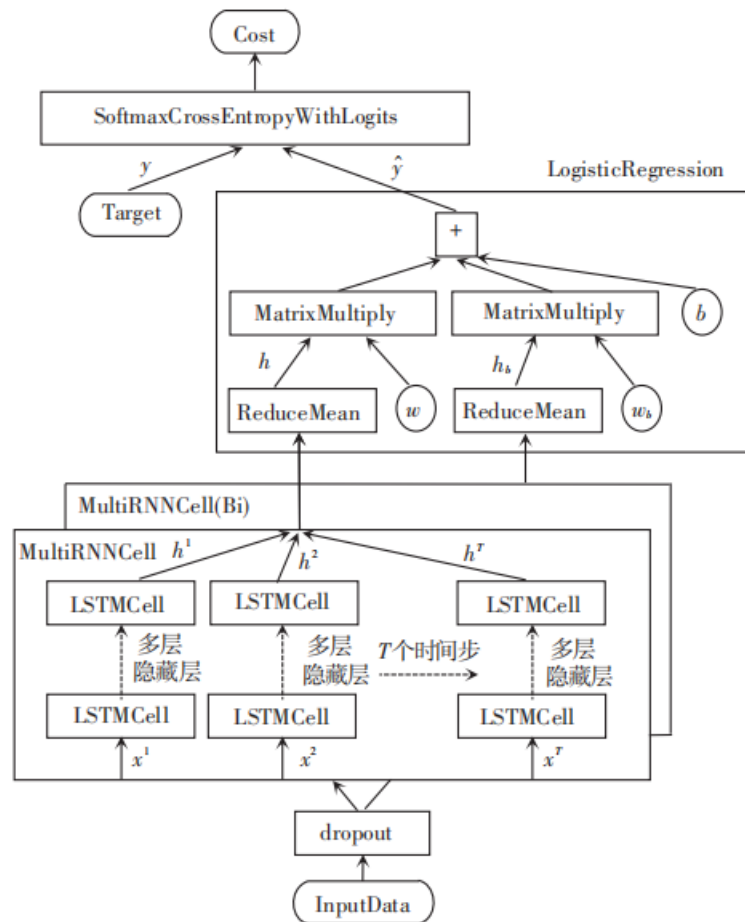 Cost
SoftmaxCrossEntropyWithLogits
y
ŷ
LogisticRegression
Target
+
MatrixMultiply
MatrixMultiply
b
h
h_b
ReduceMean
w
ReduceMean
w_b
MultiRNNCell(Bi)
MultiRNNCell
h^1
h^2
h^T
LSTMCell
LSTMCell
LSTMCell
多层
隐藏层
多层
隐藏层
T个时间步
多层
隐藏层
LSTMCell
LSTMCell
LSTMCell
x^1
x^2
x^T
dropout
InputData